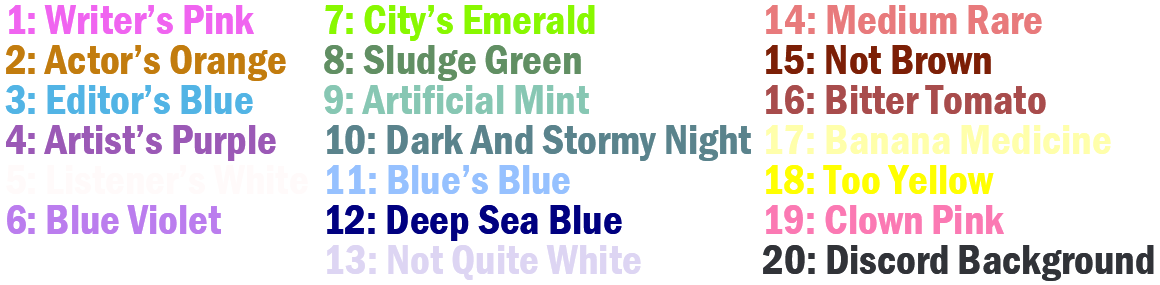 1: Writer’s Pink
2: Actor’s Orange
3: Editor’s Blue
4: Artist’s Purple
5: Listener’s White
6: Blue Violet
7: City’s Emerald
8: Sludge Green
9: Artificial Mint
10: Dark And Stormy Night
11: Blue’s Blue
12: Deep Sea Blue
13: Not Quite White
14: Medium Rare
15: Not Brown
16: Bitter Tomato
17: Banana Medicine
18: Too Yellow
19: Clown Pink
20: Discord Background